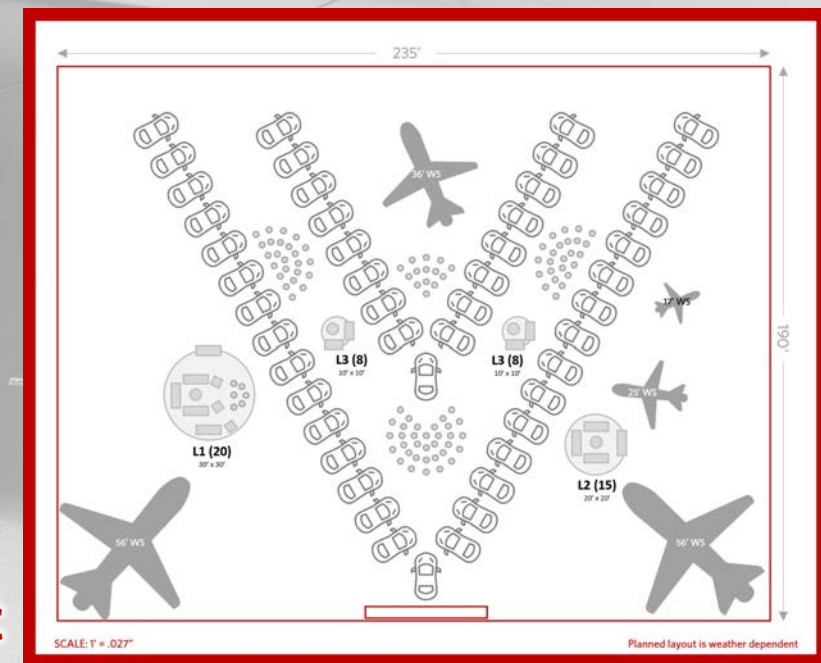 235'
36' WS
17' WS
190'
L3 (8)
10' x 10'
L3 (8)
10' x 10'
25' WS
L1 (20)
30' x 30'
L2 (15)
20' x 20'
56' WS
56' WS
SCALE: 1' = .027"
Planned layout is weather dependent